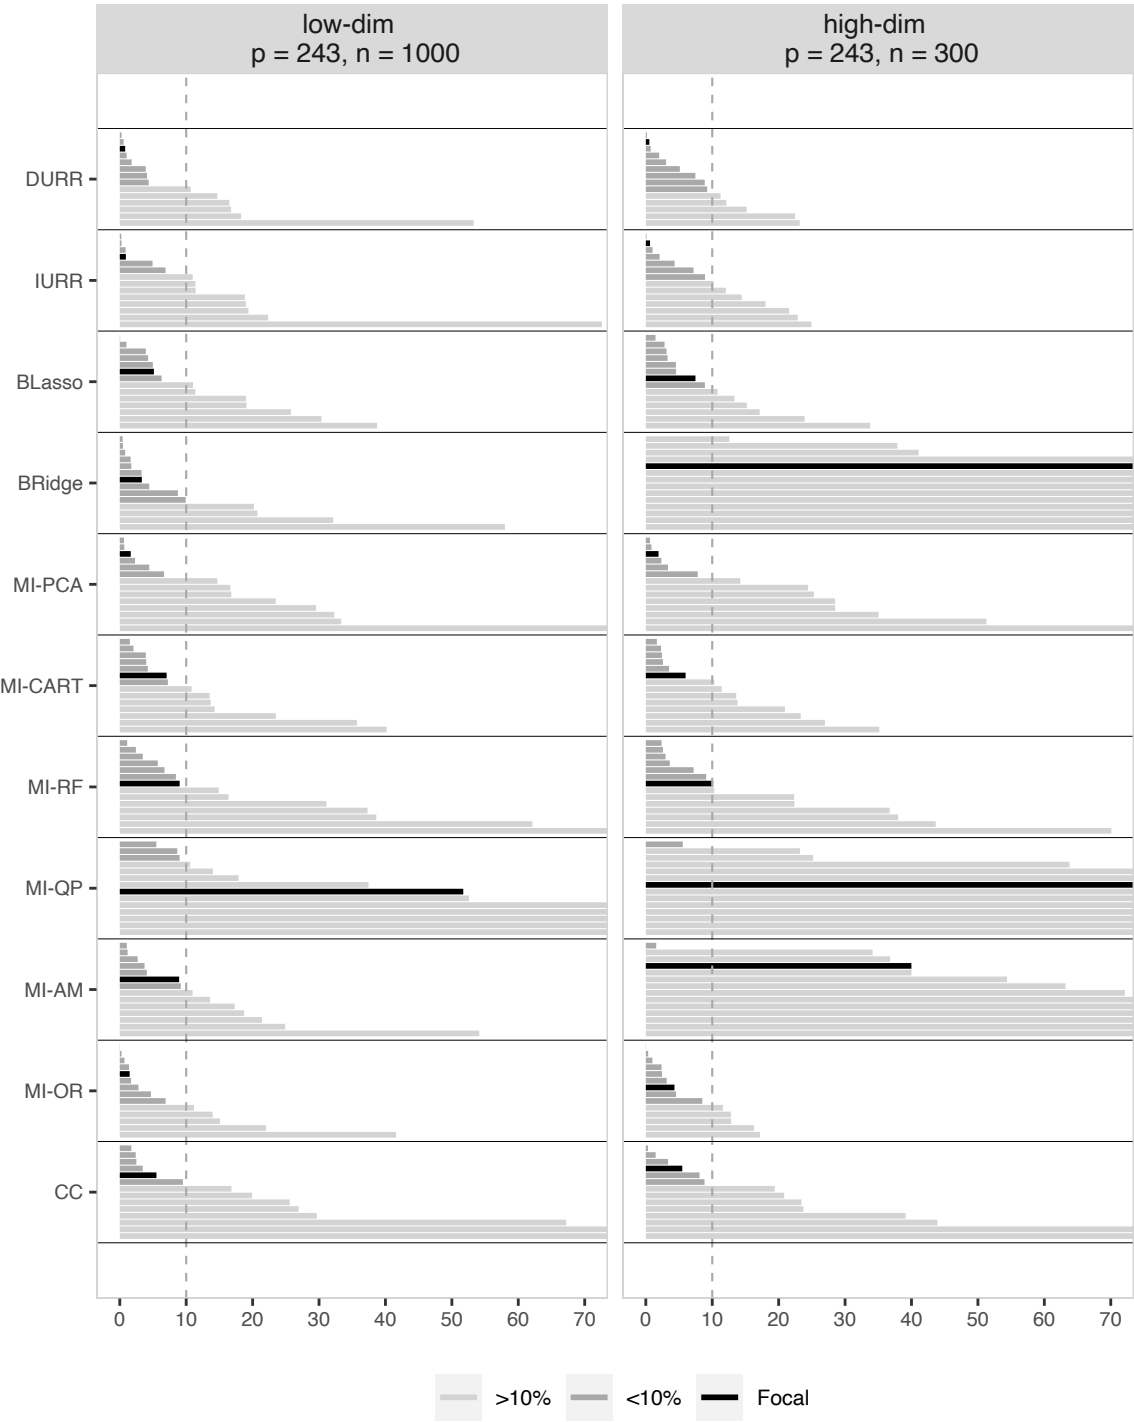 low-dim
p = 243, n = 1000
high-dim
p = 243, n = 300
DURR
IURR
BLasso
BRidge
MI-PCA
MI-CART
MI-RF
MI-QP
MI-AM
MI-OR
CC
0 10 20 30 40 50 60 70
0 10 20 30 40 50 60 70
>10% <10% Focal